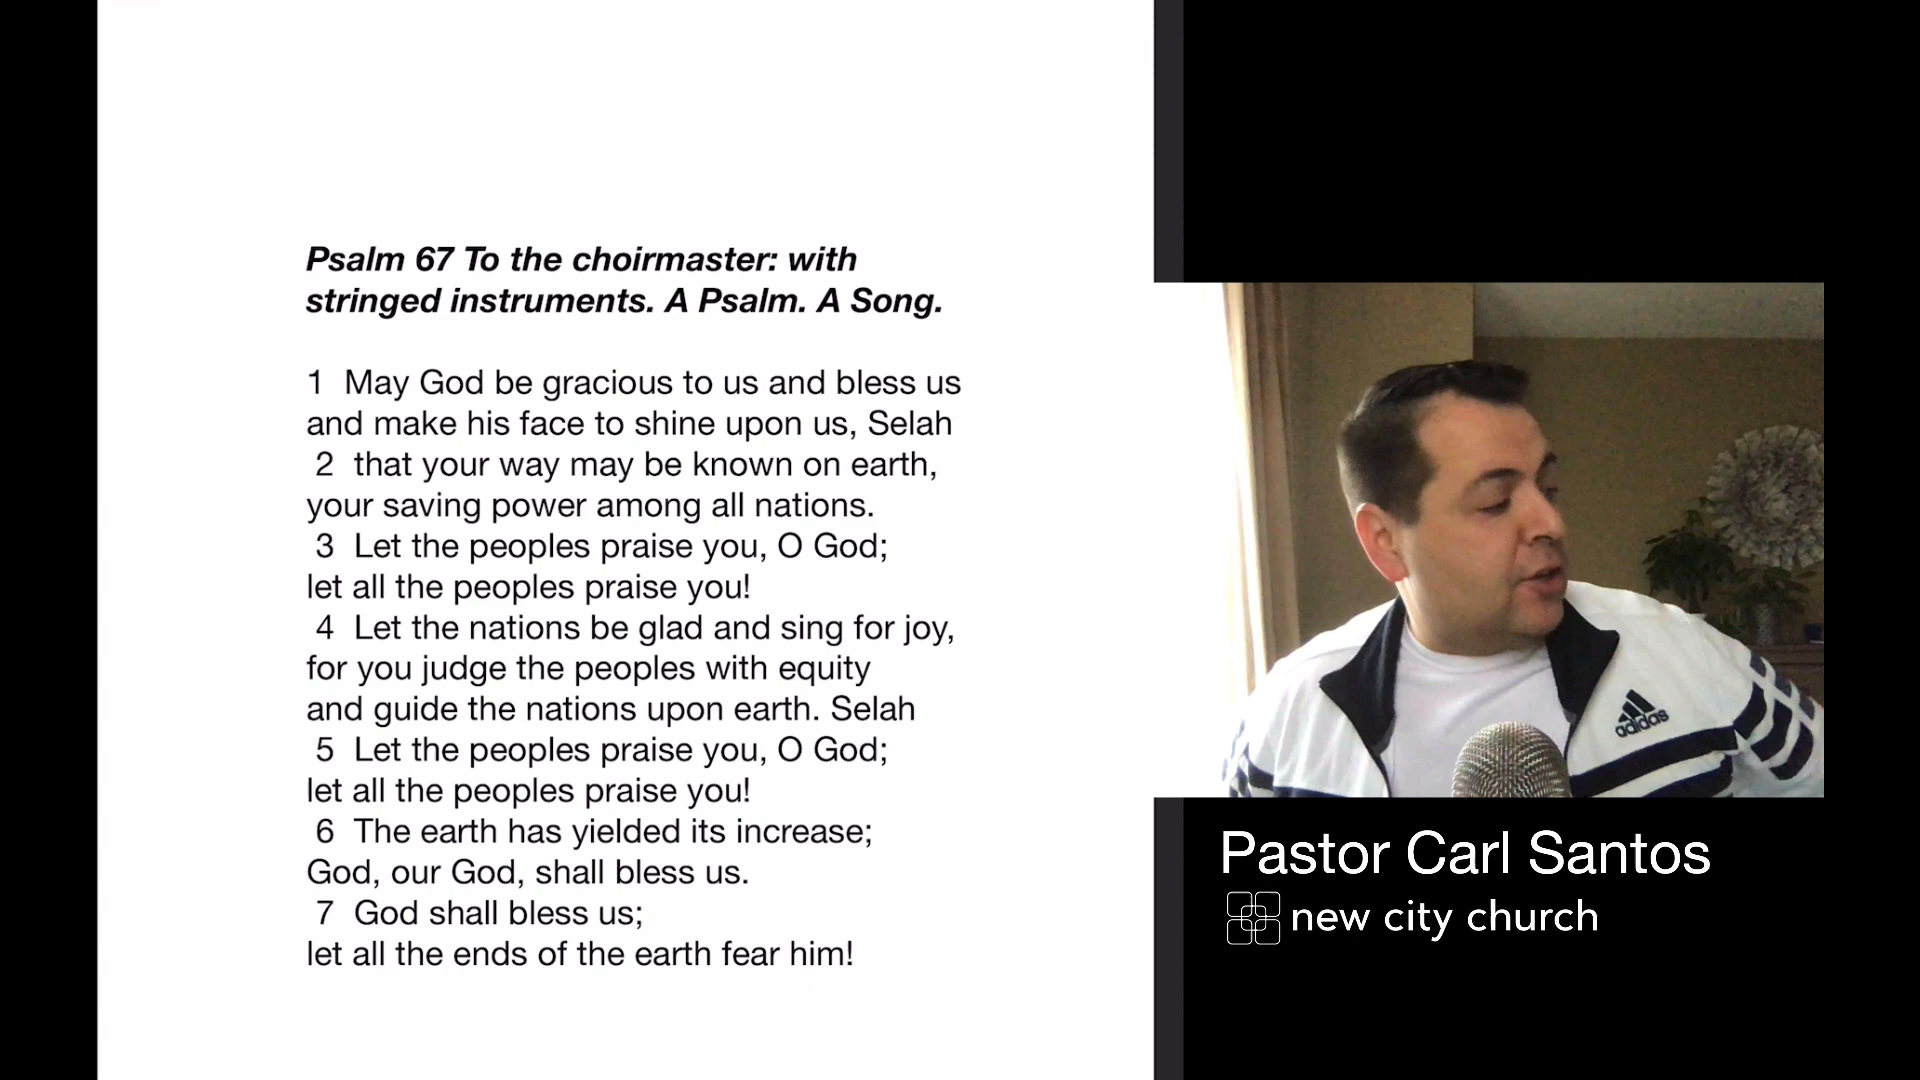 Psalm 67 To the choirmaster: with
stringed instruments. A Psalm. A Song.
1 May God be gracious to us and bless us
and make his face to shine upon us, Selah
2 that your way may be known on earth,
your saving power among all nations.
3 Let the peoples praise you, O God;
let all the peoples praise you!
4 Let the nations be glad and sing for joy,
for you judge the peoples with equity
and guide the nations upon earth. Selah
5 Let the peoples praise you, O God;
let all the peoples praise you!
6 The earth has yielded its increase;
God, our God, shall bless us.
7 God shall bless us;
let all the ends of the earth fear him!
adidas
Pastor Carl Santos
new city church